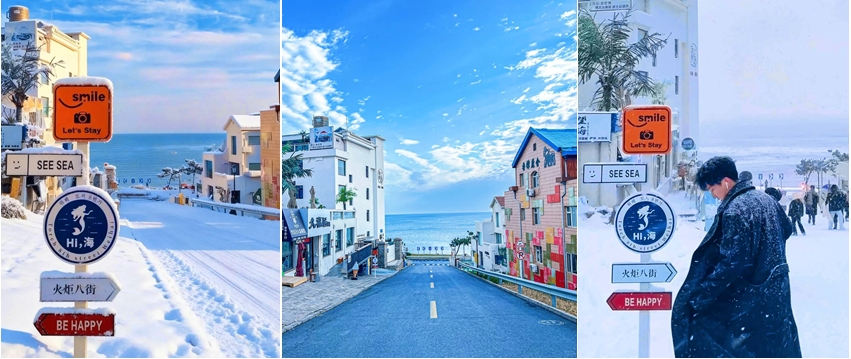 smile
Let's Stay
SEE SEA
Hi,海
火炬八街
BE HAPPY
smile
Let's Stay
SEE SEA
Hi,海
火炬八街
BE HAPPY